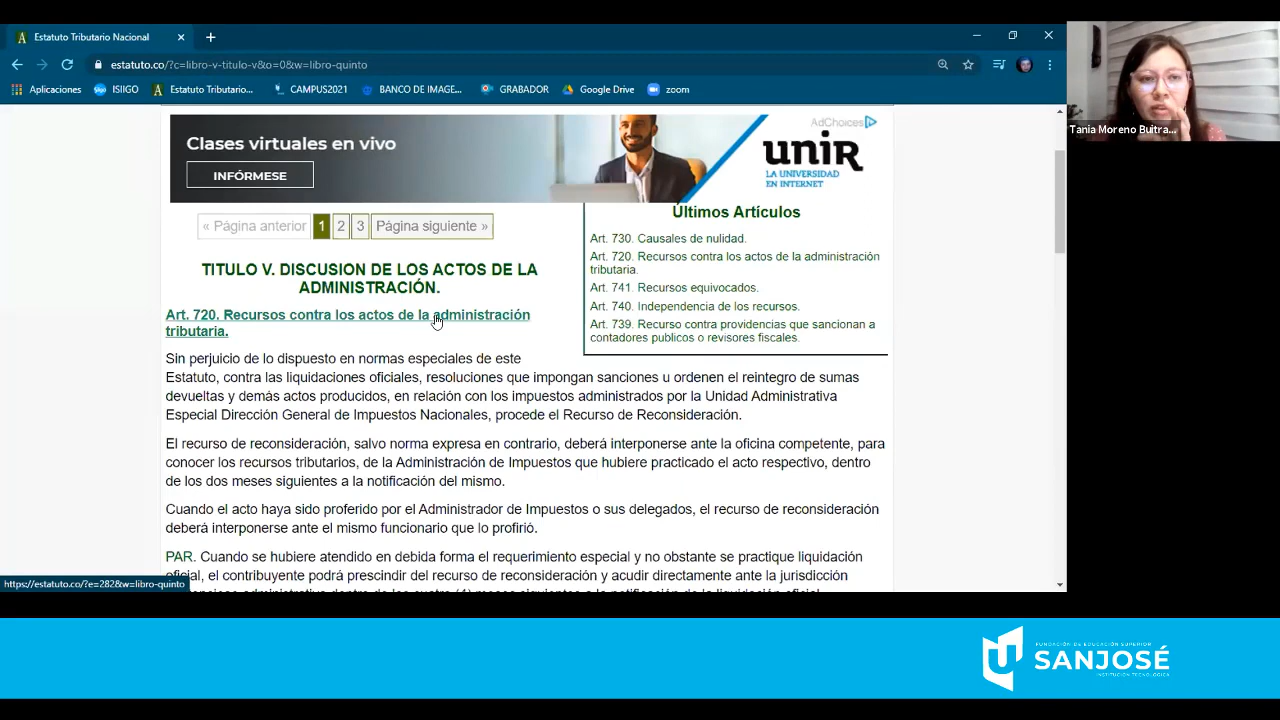 Estatuto Tributario Nacional
estatuto.co/?c=libro-v-titulo-v&o=0&w=libro-quinto
Aplicaciones
ISIIGO
Estatuto Tributario...
CAMPUS2021
BANCO DE IMAGE...
GRABADOR
Google Drive
zoom
Tania Moreno Buitra...
AdChoices
Clases virtuales en vivo
INFÓRMESE
unir
LA UNIVERSIDAD
EN INTERNET
« Página anterior 1 2 3 Página siguiente »
Últimos Artículos
Art. 730. Causales de nulidad.
Art. 720. Recursos contra los actos de la administración
tributaria.
Art. 741. Recursos equivocados.
Art. 740. Independencia de los recursos.
Art. 739. Recurso contra providencias que sancionan a
contadores publicos o revisores fiscales.
TITULO V. DISCUSION DE LOS ACTOS DE LA
ADMINISTRACIÓN.
Art. 720. Recursos contra los actos de la administración
tributaria.
Sin perjuicio de lo dispuesto en normas especiales de este
Estatuto, contra las liquidaciones oficiales, resoluciones que impongan sanciones u ordenen el reintegro de sumas
devueltas y demás actos producidos, en relación con los impuestos administrados por la Unidad Administrativa
Especial Dirección General de Impuestos Nacionales, procede el Recurso de Reconsideración.
El recurso de reconsideración, salvo norma expresa en contrario, deberá interponerse ante la oficina competente, para
conocer los recursos tributarios, de la Administración de Impuestos que hubiere practicado el acto respectivo, dentro
de los dos meses siguientes a la notificación del mismo.
Cuando el acto haya sido proferido por el Administrador de Impuestos o sus delegados, el recurso de reconsideración
deberá interponerse ante el mismo funcionario que lo profirió.
PAR. Cuando se hubiere atendido en debida forma el requerimiento especial y no obstante se practique liquidación
oficial, el contribuyente podrá prescindir del recurso de reconsideración y acudir directamente ante la jurisdicción
https://estatuto.co/?e=282&w=libro-quinto
FUNDACIÓN DE EDUCACIÓN SUPERIOR
SANJOSÉ
INSTITUCIÓN TECNOLÓGICA